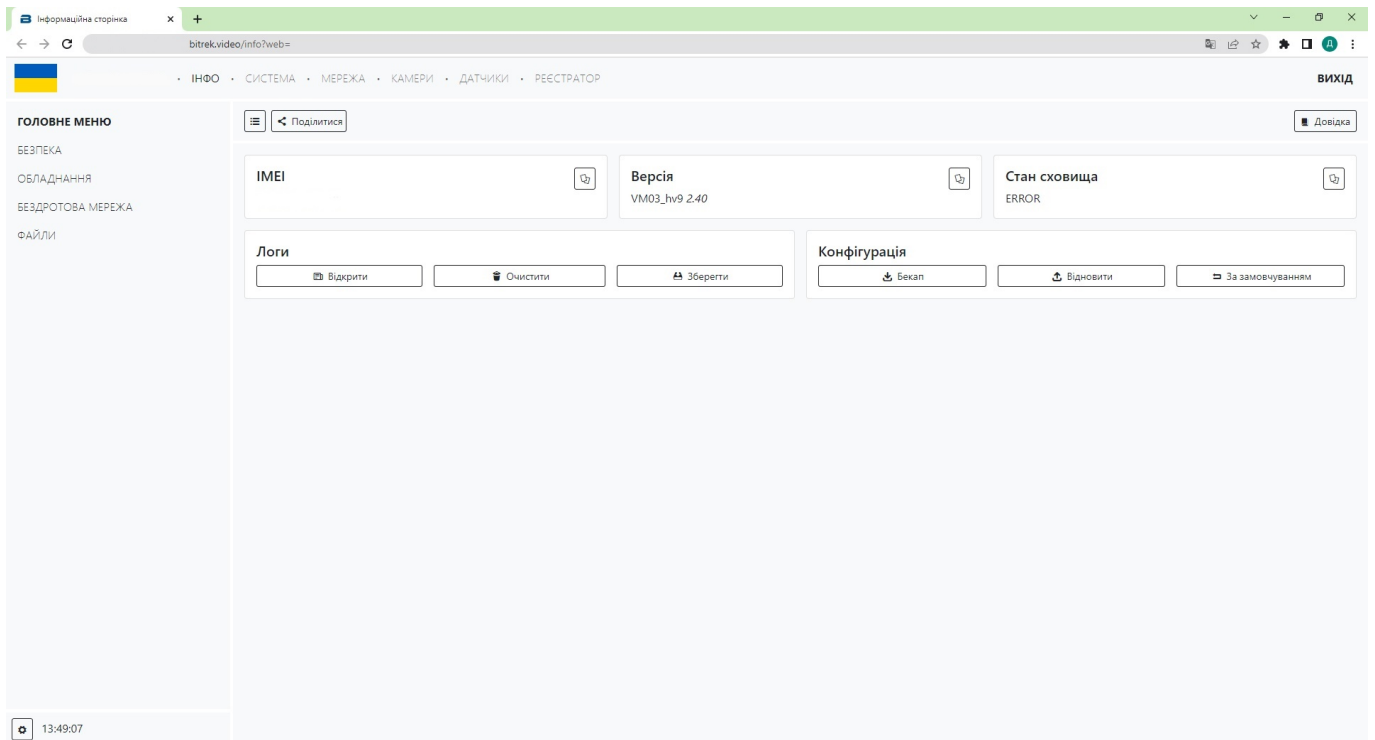 Інформаційна сторінка
bitrek.video/info?web=
Д
· ІНФО · СИСТЕМА · МЕРЕЖА · КАМЕРИ · ДАТЧИКИ · РЕЄСТРАТОР
ВИХІД
ГОЛОВНЕ МЕНЮ
БЕЗПЕКА
ОБЛАДНАННЯ
БЕЗДРОТОВА МЕРЕЖА
ФАЙЛИ
Поділитися
Довідка
IMEI
Версія
VM03_hv9 2.40
Стан сховища
ERROR
Логи
Відкрити
Очистити
Зберегти
Конфігурація
Бекап
Відновити
За замовчуванням
13:49:07